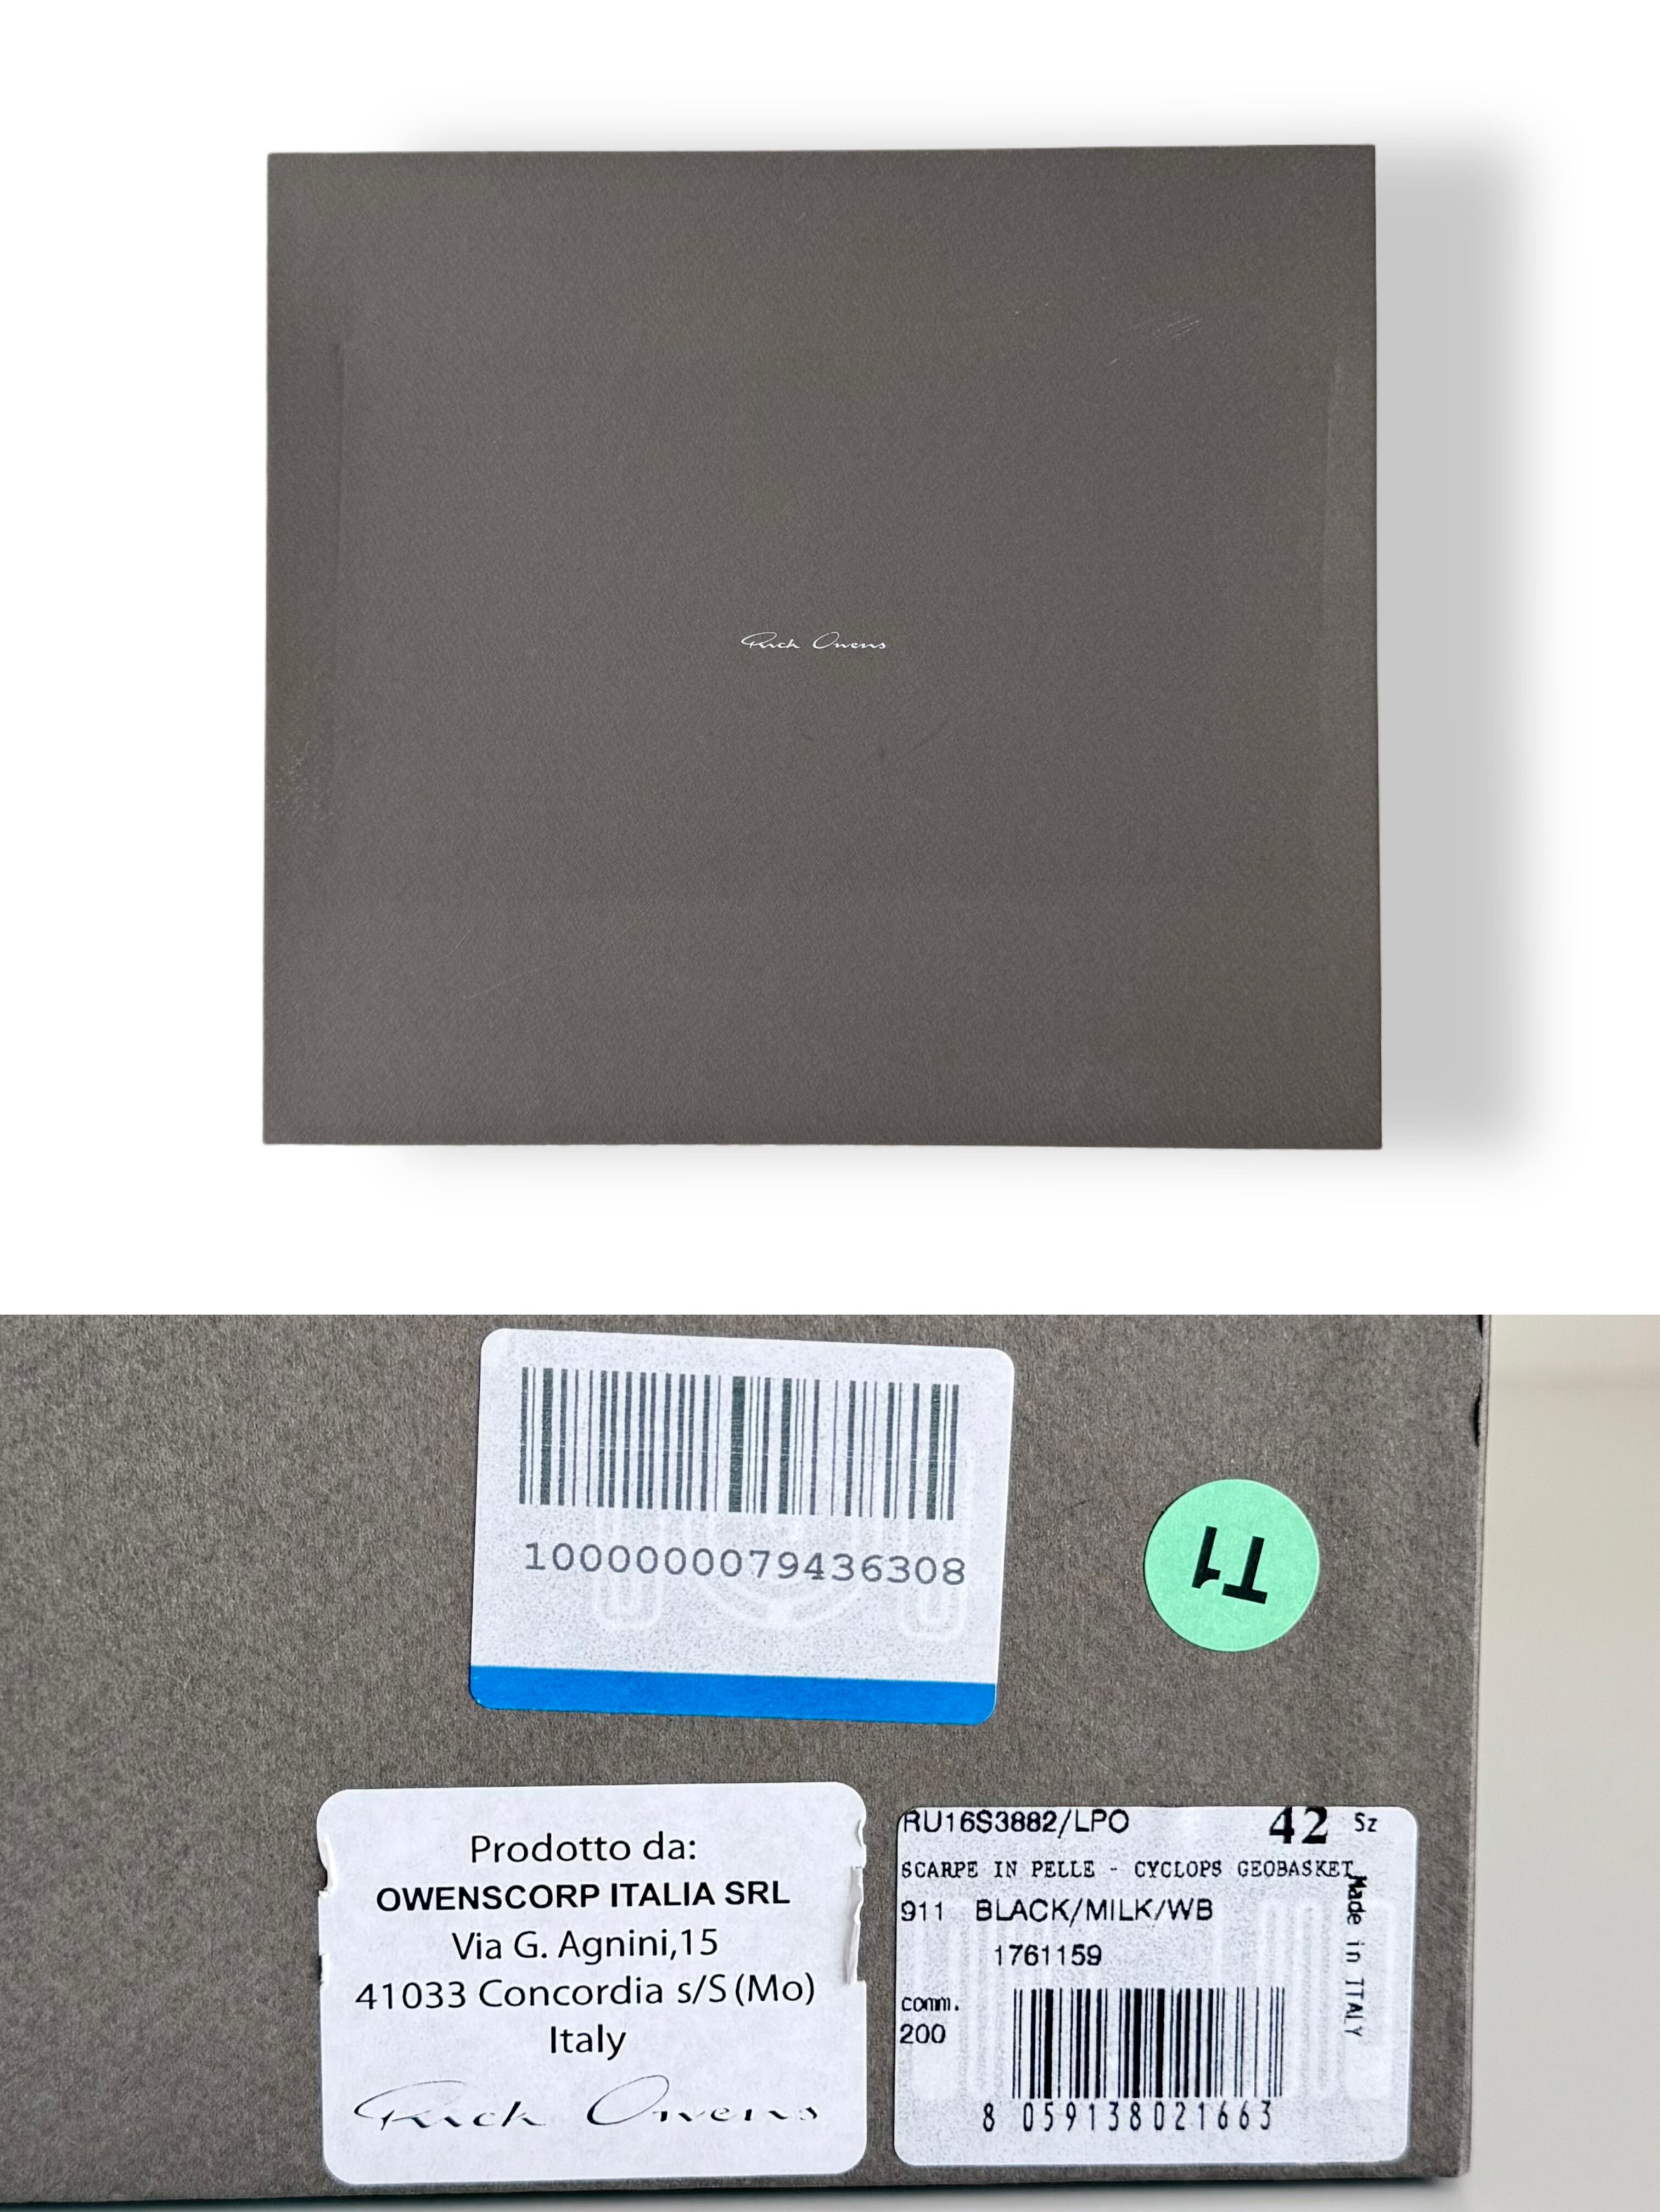 Rick Owens
1000000079436308
T1
Prodotto da:
OWENSCORP ITALIA SRL
Via G. Agnini,15
41033 Concordia s/S (Mo)
Italy
Rick Owens
RU16S3882/LPO 42 Sz
SCARPE IN PELLE - CYCLOPS GEOBASKET
911 BLACK/MILK/WB
1761159
Made in ITALY
comm.
200
8 059138021663